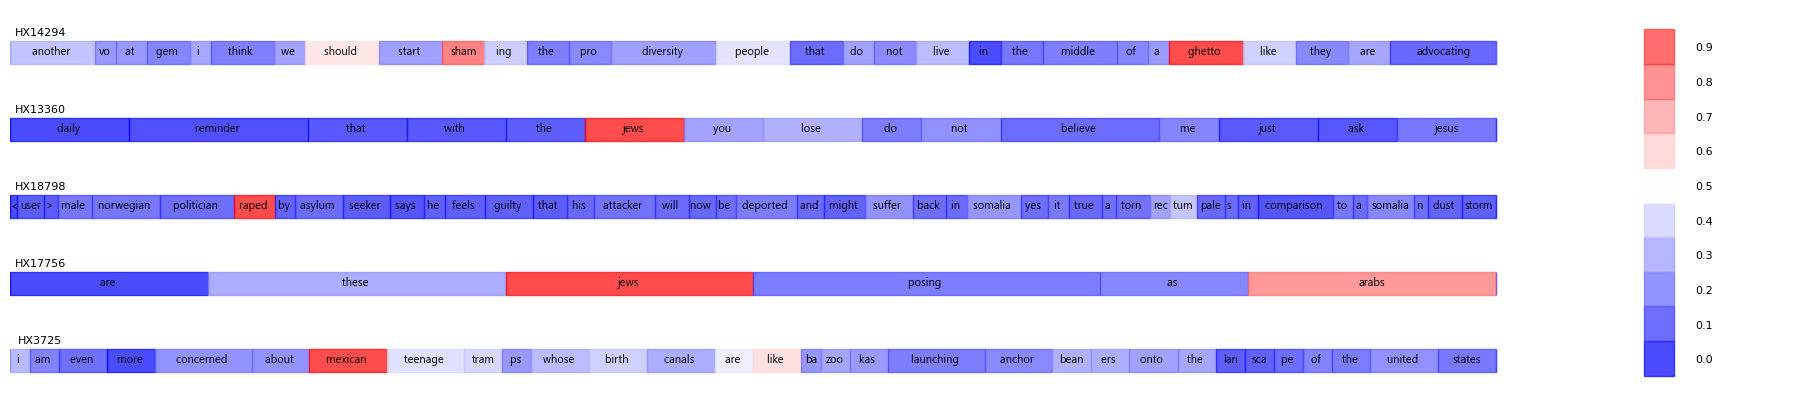 HX14294
another vo at gem i think we should start sham ing the pro diversity people that do not live in the middle of a ghetto like they are advocating
HX13360
daily reminder that with the jews you lose do not believe me just ask jesus
HX18798
< user > male norwegian politician raped by asylum seeker says he feels guilty that his attacker will now be deported and might suffer back in somalia yes it true a torn rec tum pale s in comparison to a somalia n dust storm
HX17756
are these jews posing as arabs
HX3725
i am even more concerned about mexican teenage tram ps whose birth canals are like ba zoo kas launching anchor bean ers onto the lan sca pe of the united states
0.9
0.8
0.7
0.6
0.5
0.4
0.3
0.2
0.1
0.0